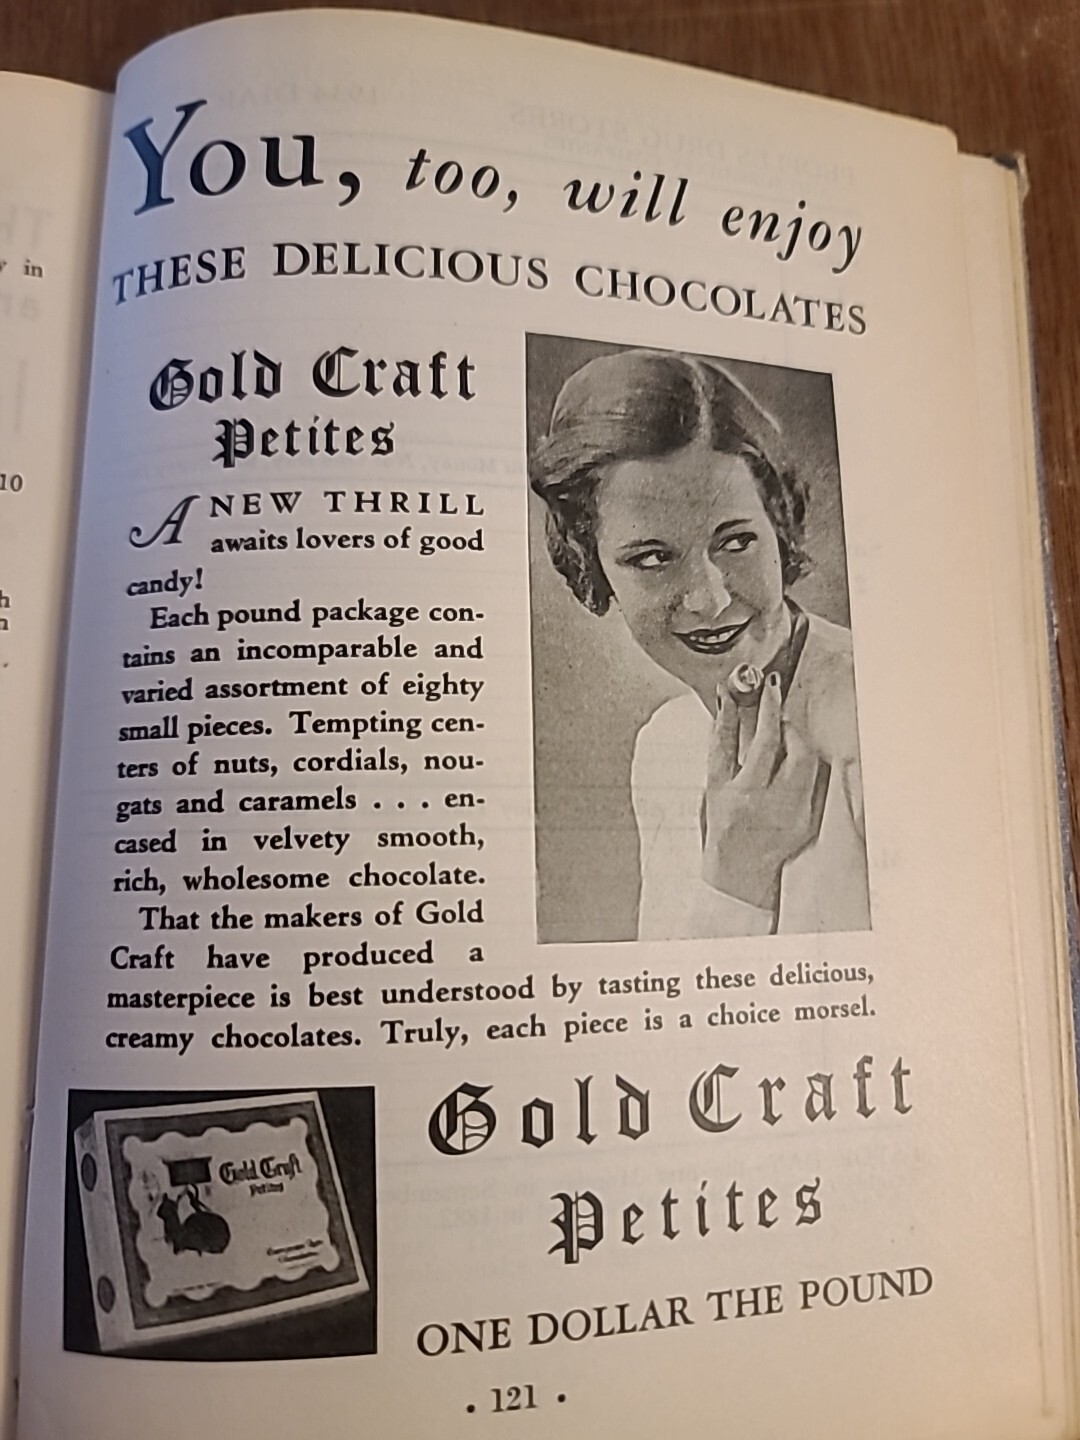 You, too, will enjoy
THESE DELICIOUS CHOCOLATES
Gold Craft
Petites
A NEW THRILL
awaits lovers of good
candy!
Each pound package con-
tains an incomparable and
varied assortment of eighty
small pieces. Tempting cen-
ters of nuts, cordials, nou-
gats and caramels . . . en-
cased in velvety smooth,
rich, wholesome chocolate.
That the makers of Gold
Craft have produced a
masterpiece is best understood by tasting these delicious,
creamy chocolates. Truly, each piece is a choice morsel.
Gold Craft
Petites
Gold Craft
Petites
ONE DOLLAR THE POUND
. 121 .
in
10